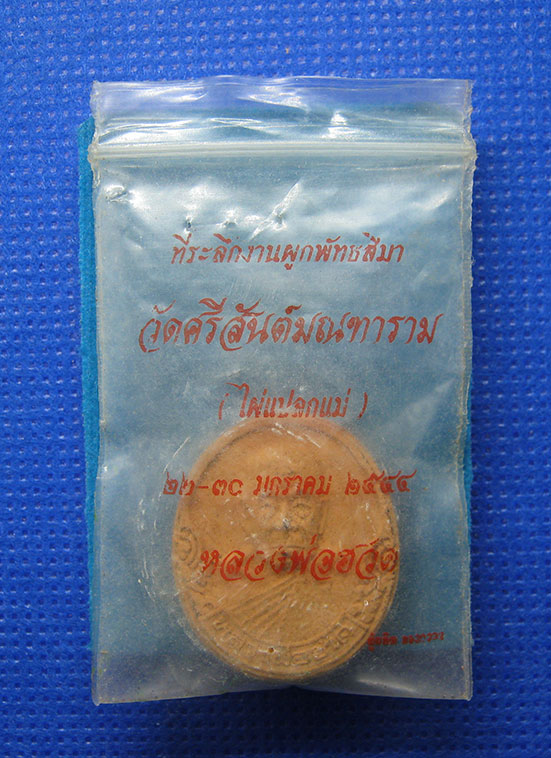 ที่ระลึกงานผูกพัทธสีมา
วัดศรีสันต์มณฑาราม
(ไผ่แปลกแม่)
๒๒-๓๐ มกราคม ๒๕๔๔
หลวงพ่อฮวด